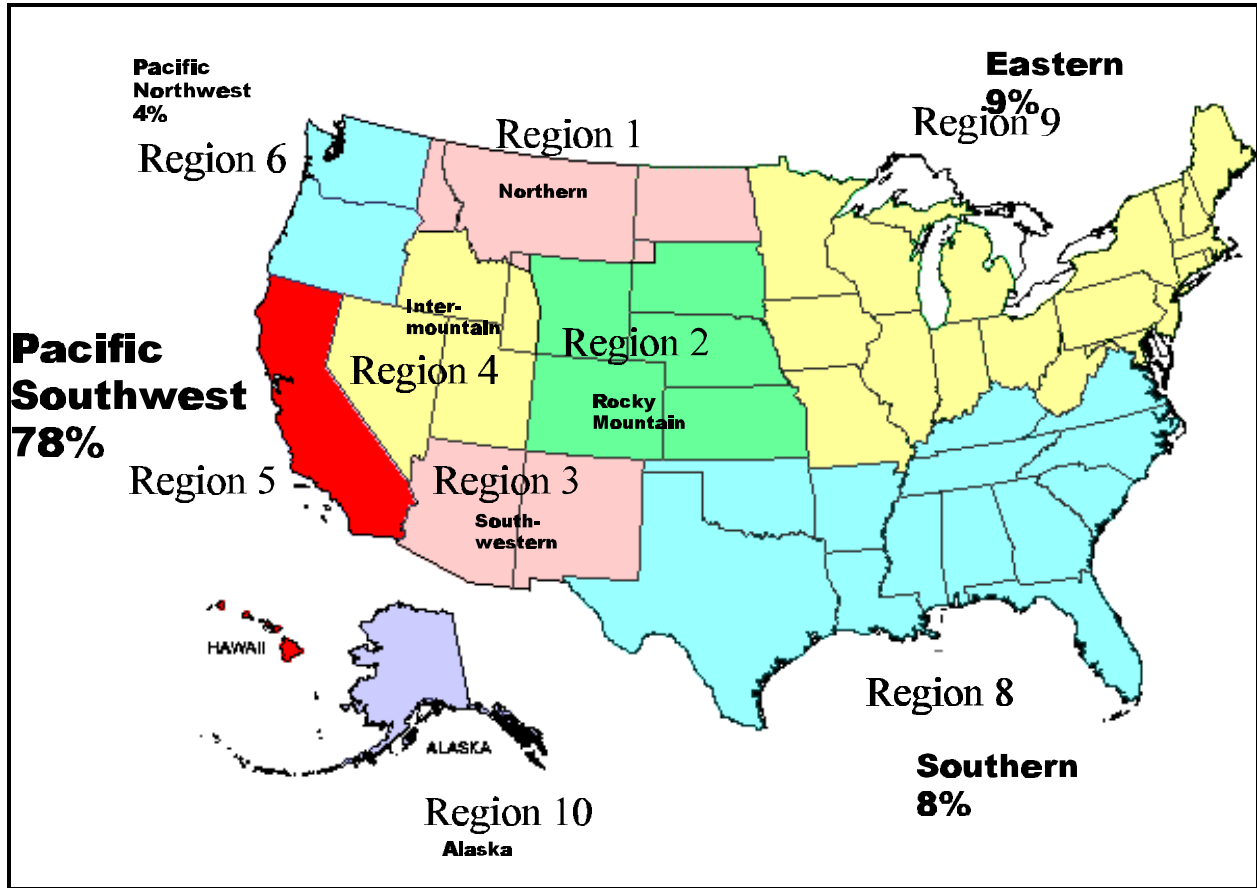 Pacific
Northwest
4%
Region 6
Region 1
Northern
Eastern
9%
Region 9
Inter-
mountain
Region 4
Region 2
Rocky
Mountain
Pacific
Southwest
78%
Region 5
Region 3
South-
western
HAWAII
ALASKA
Region 10
Alaska
Region 8
Southern
8%